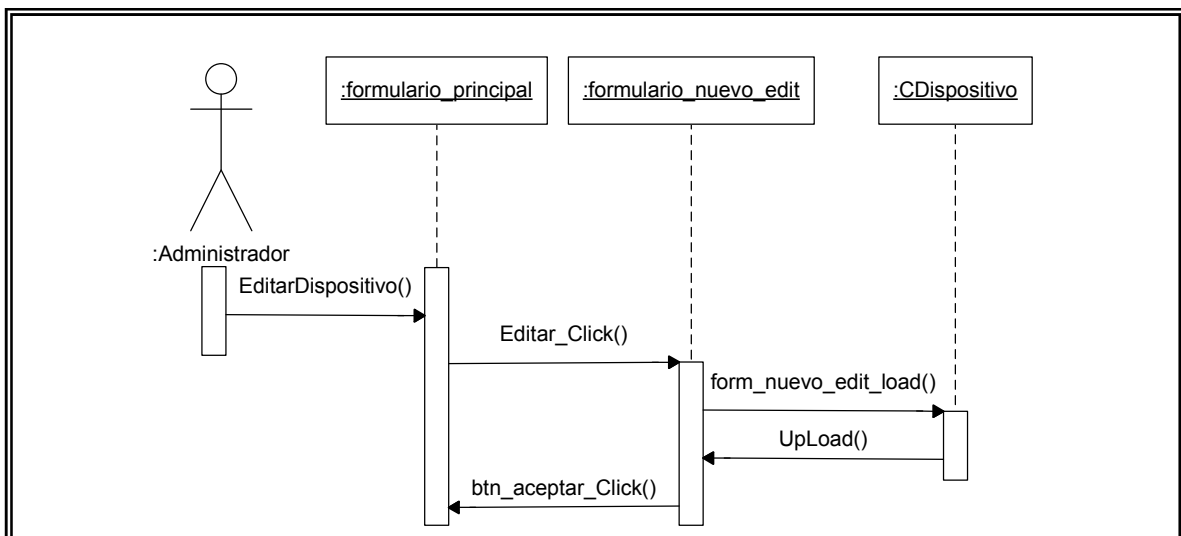 :formulario_principal
:formulario_nuevo_edit
:CDispositivo
:Administrador
EditarDispositivo()
Editar_Click()
form_nuevo_edit_load()
UpLoad()
btn_aceptar_Click()